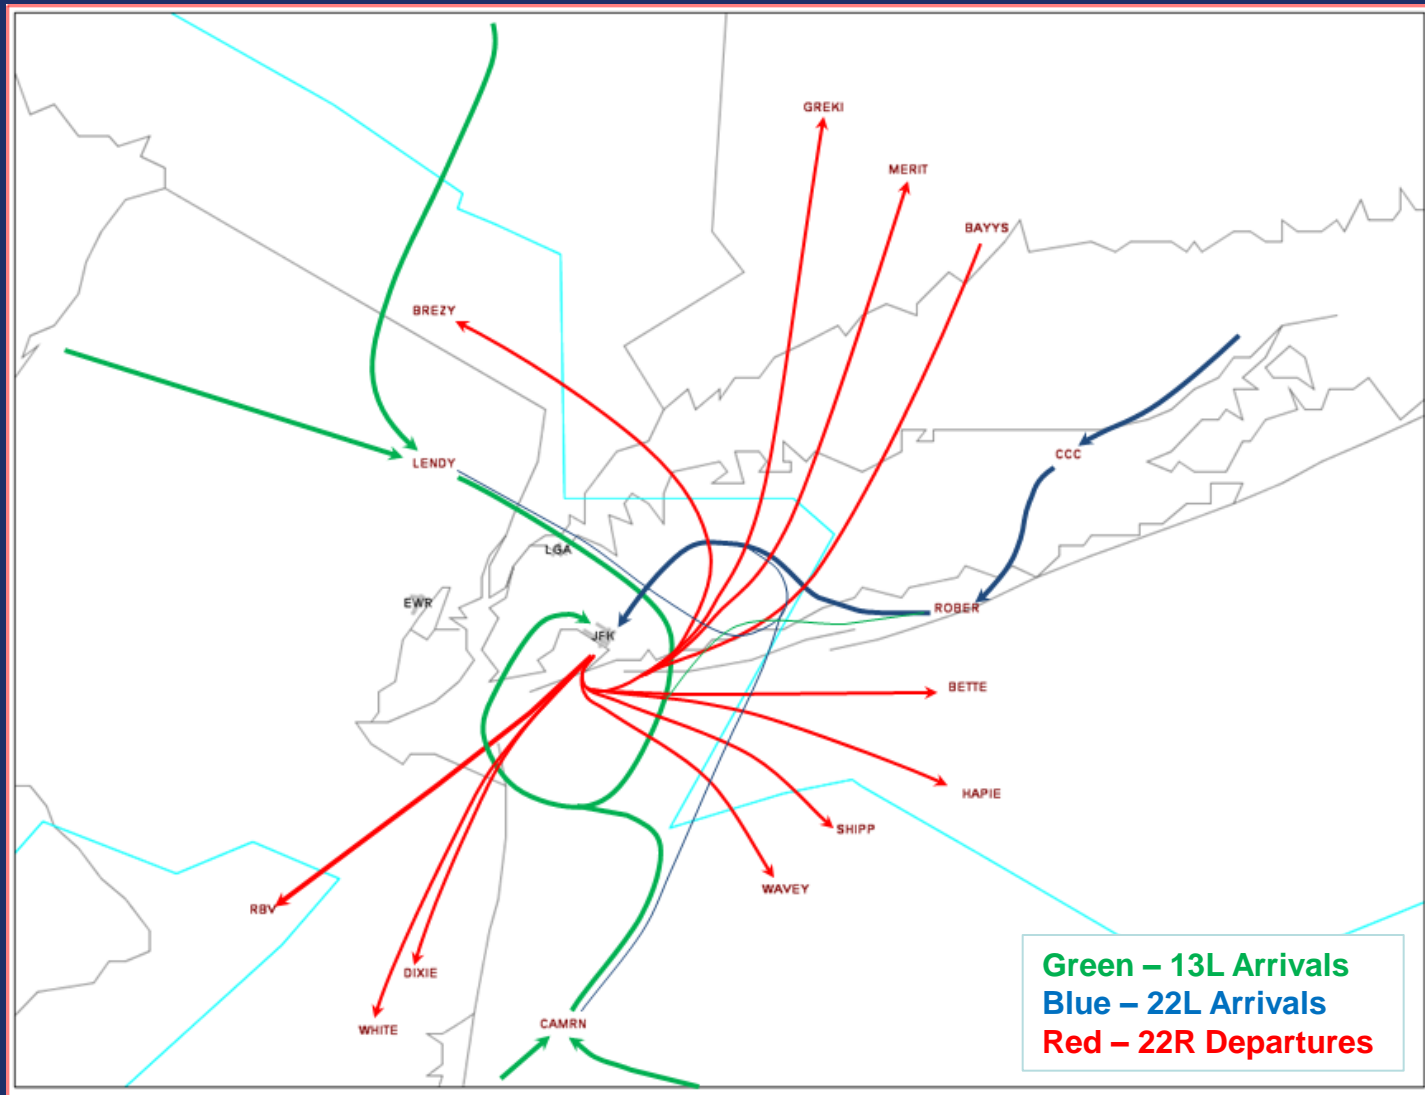 GREKI
MERIT
BAYYS
BREZY
LENDY
CCC
LGA
EWR
JFK
ROBER
BETTE
HAPIE
SHIPP
WAVEY
RBV
DIXIE
WHITE
CAMRN
Green – 13L Arrivals
Blue – 22L Arrivals
Red – 22R Departures